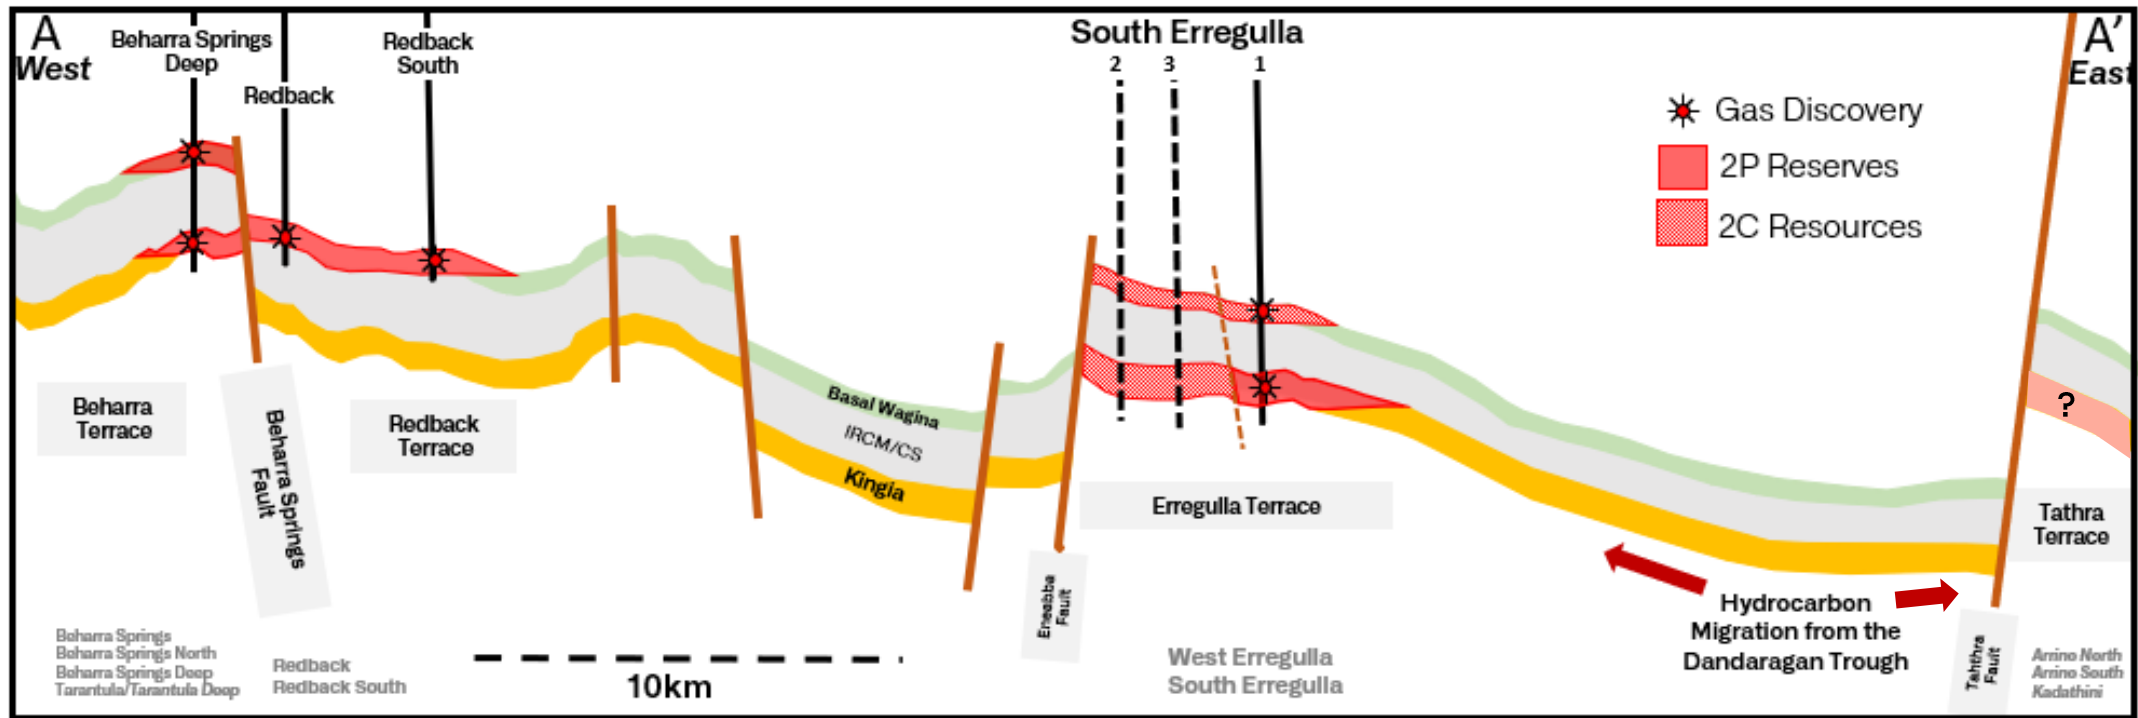 A
West
Beharra Springs
Deep
Redback
Redback
South
South Erregulla
2
3
1
A’
East
Gas Discovery
2P Reserves
2C Resources
Beharra
Terrace
Beharra Springs
Fault
Redback
Terrace
Basal Wagina
IRCM/CS
Kingia
Eneabba
Fault
Erregulla Terrace
?
Tathra
Terrace
Hydrocarbon
Migration from the
Dandaragan Trough
Taththra
Fault
Beharra Springs
Beharra Springs North
Beharra Springs Deep
Tarantula/Tarantula Deep
Redback
Redback South
10km
West Erregulla
South Erregulla
Arrino North
Arrino South
Kadathini